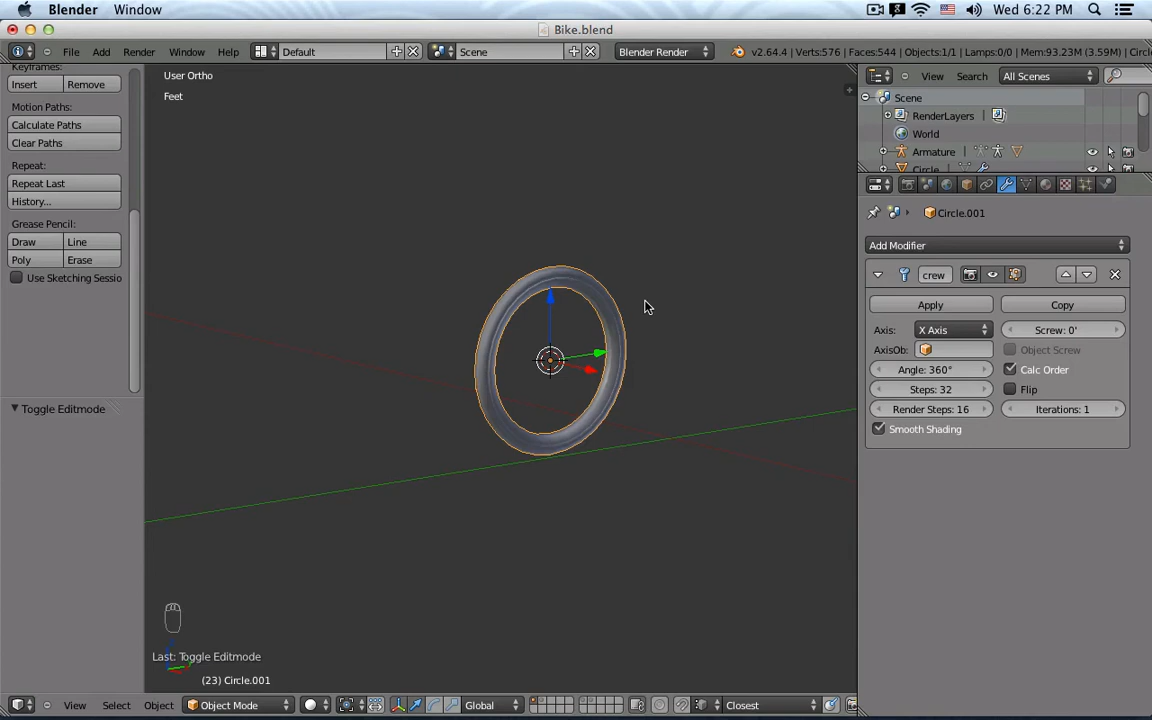 Blender Window Wed 6:22 PM
Bike.blend
File Add Render Window Help Default Scene Blender Render v2.64.4 | Verts:576 | Faces:544 | Objects:1/1 | Lamps:0/0 | Mem:93.23M (3.59M) | Circl
Keyframes:
Insert Remove
Motion Paths:
Calculate Paths
Clear Paths
Repeat:
Repeat Last
History...
Grease Pencil:
Draw Line
Poly Erase
Use Sketching Sessio
Toggle Editmode
User Ortho
Feet
Last: Toggle Editmode
(23) Circle.001
View Select Object Object Mode Global Closest
View Search All Scenes
Scene
RenderLayers
World
Armature
Circle
Circle.001
Add Modifier
crew
Apply Copy
Axis: X Axis Screw: 0'
AxisOb: Object Screw
Angle: 360° Calc Order
Steps: 32 Flip
Render Steps: 16 Iterations: 1
Smooth Shading